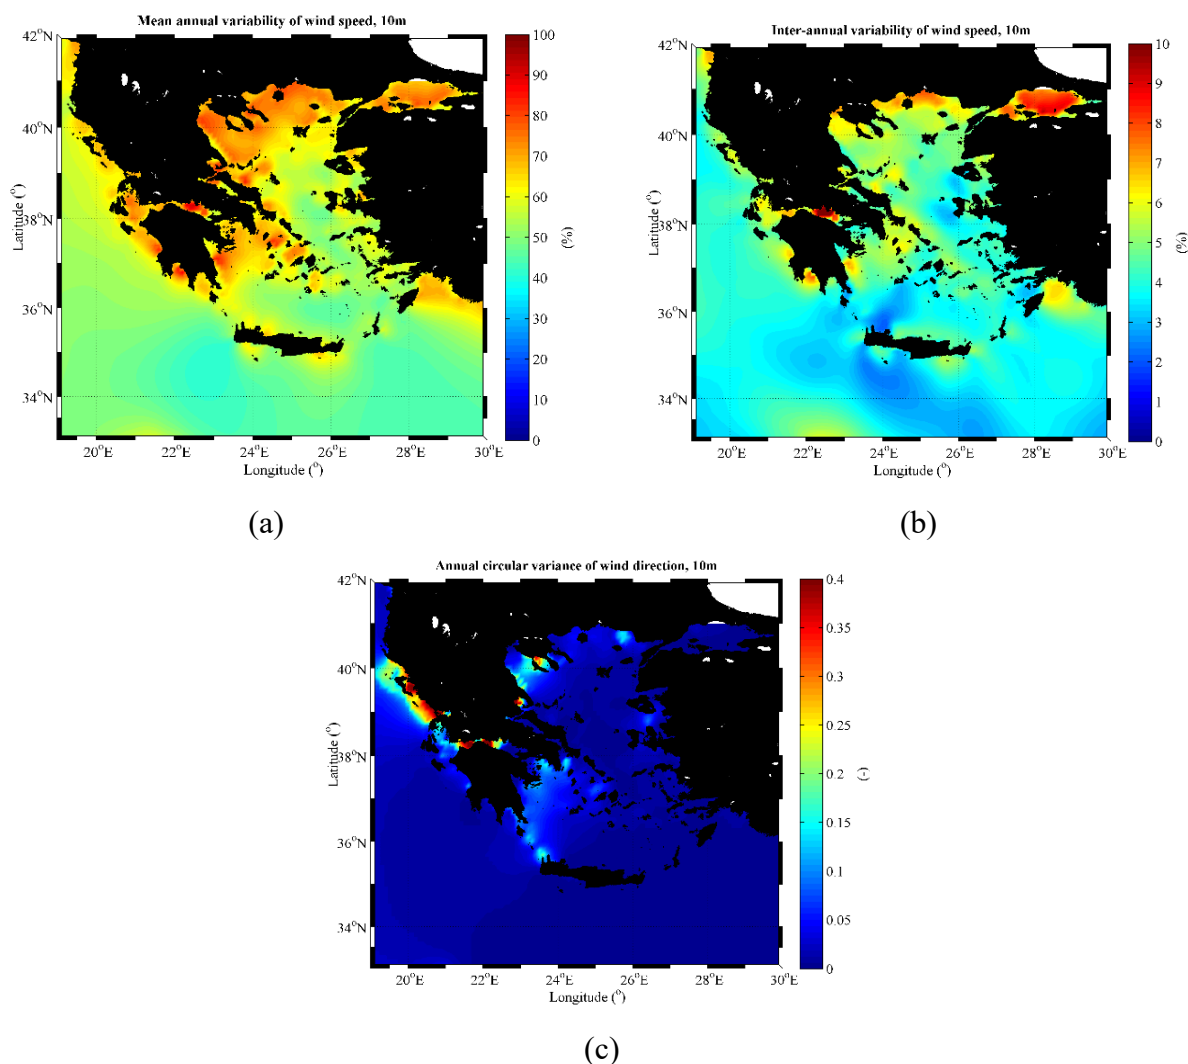 Mean annual variability of wind speed, 10m
42°N
40°N
38°N
36°N
34°N
Latitude (°)
20°E 22°E 24°E 26°E 28°E 30°E
Longitude (°)
100
90
80
70
60
50
40
30
20
10
0
(%)
(a)
Inter-annual variability of wind speed, 10m
42°N
40°N
38°N
36°N
34°N
Latitude (°)
20°E 22°E 24°E 26°E 28°E 30°E
Longitude (°)
10
9
8
7
6
5
4
3
2
1
0
(%)
(b)
Annual circular variance of wind direction, 10m
42°N
40°N
38°N
36°N
34°N
Latitude (°)
20°E 22°E 24°E 26°E 28°E 30°E
Longitude (°)
0.4
0.35
0.3
0.25
0.2
0.15
0.1
0.05
0
(-)
(c)